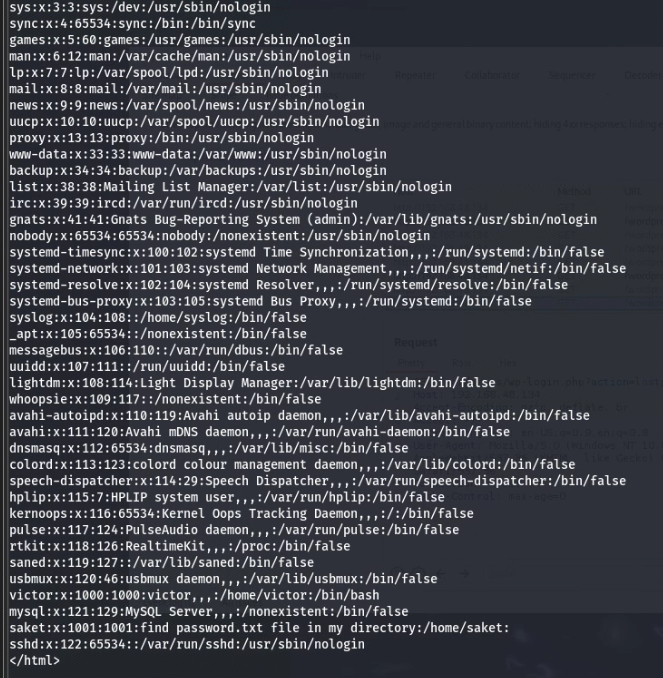 sys:x:3:3:sys:/dev:/usr/sbin/nologin
sync:x:4:65534:sync:/bin:/bin/sync
games:x:5:60:games:/usr/games:/usr/sbin/nologin
man:x:6:12:man:/var/cache/man:/usr/sbin/nologin
lp:x:7:7:lp:/var/spool/lpd:/usr/sbin/nologin
mail:x:8:8:mail:/var/mail:/usr/sbin/nologin
news:x:9:9:news:/var/spool/news:/usr/sbin/nologin
uucp:x:10:10:uucp:/var/spool/uucp:/usr/sbin/nologin
proxy:x:13:13:proxy:/bin:/usr/sbin/nologin
www-data:x:33:33:www-data:/var/www:/usr/sbin/nologin
backup:x:34:34:backup:/var/backups:/usr/sbin/nologin
list:x:38:38:Mailing List Manager:/var/list:/usr/sbin/nologin
irc:x:39:39:ircd:/var/run/ircd:/usr/sbin/nologin
gnats:x:41:41:Gnats Bug-Reporting System (admin):/var/lib/gnats:/usr/sbin/nologin
nobody:x:65534:65534:nobody:/nonexistent:/usr/sbin/nologin
systemd-timesync:x:100:102:systemd Time Synchronization,,,:/run/systemd:/bin/false
systemd-network:x:101:103:systemd Network Management,,,:/run/systemd/netif:/bin/false
systemd-resolve:x:102:104:systemd Resolver,,,:/run/systemd/resolve:/bin/false
systemd-bus-proxy:x:103:105:systemd Bus Proxy,,,:/run/systemd:/bin/false
syslog:x:104:108::/home/syslog:/bin/false
_apt:x:105:65534::/nonexistent:/bin/false
messagebus:x:106:110::/var/run/dbus:/bin/false
uuidd:x:107:111::/run/uuidd:/bin/false
Request
lightdm:x:108:114:Light Display Manager:/var/lib/lightdm:/bin/false
whoopsie:x:109:117::/nonexistent:/bin/false
avahi-autoipd:x:110:119:Avahi autoip daemon,,,:/var/lib/avahi-autoipd:/bin/false
avahi:x:111:120:Avahi mDNS daemon,,,:/var/run/avahi-daemon:/bin/false
dnsmasq:x:112:65534:dnsmasq,,,:/var/lib/misc:/bin/false
colord:x:113:123:colord colour management daemon,,,:/var/lib/colord:/bin/false
speech-dispatcher:x:114:29:Speech Dispatcher,,,:/var/run/speech-dispatcher:/bin/false
hplip:x:115:7:HPLIP system user,,,:/var/run/hplip:/bin/false
kernoops:x:116:65534:Kernel Oops Tracking Daemon,,,:/:/bin/false
pulse:x:117:124:PulseAudio daemon,,,:/var/run/pulse:/bin/false
rtkit:x:118:126:RealtimeKit,,,:/proc:/bin/false
saned:x:119:127::/var/lib/saned:/bin/false
usbmux:x:120:46:usbmux daemon,,,:/var/lib/usbmux:/bin/false
victor:x:1000:1000:victor,,,:/home/victor:/bin/bash
mysql:x:121:129:MySQL Server,,,:/nonexistent:/bin/false
saket:x:1001:1001:find password.txt file in my directory:/home/saket:
sshd:x:122:65534::/var/run/sshd:/usr/sbin/nologin
</html>